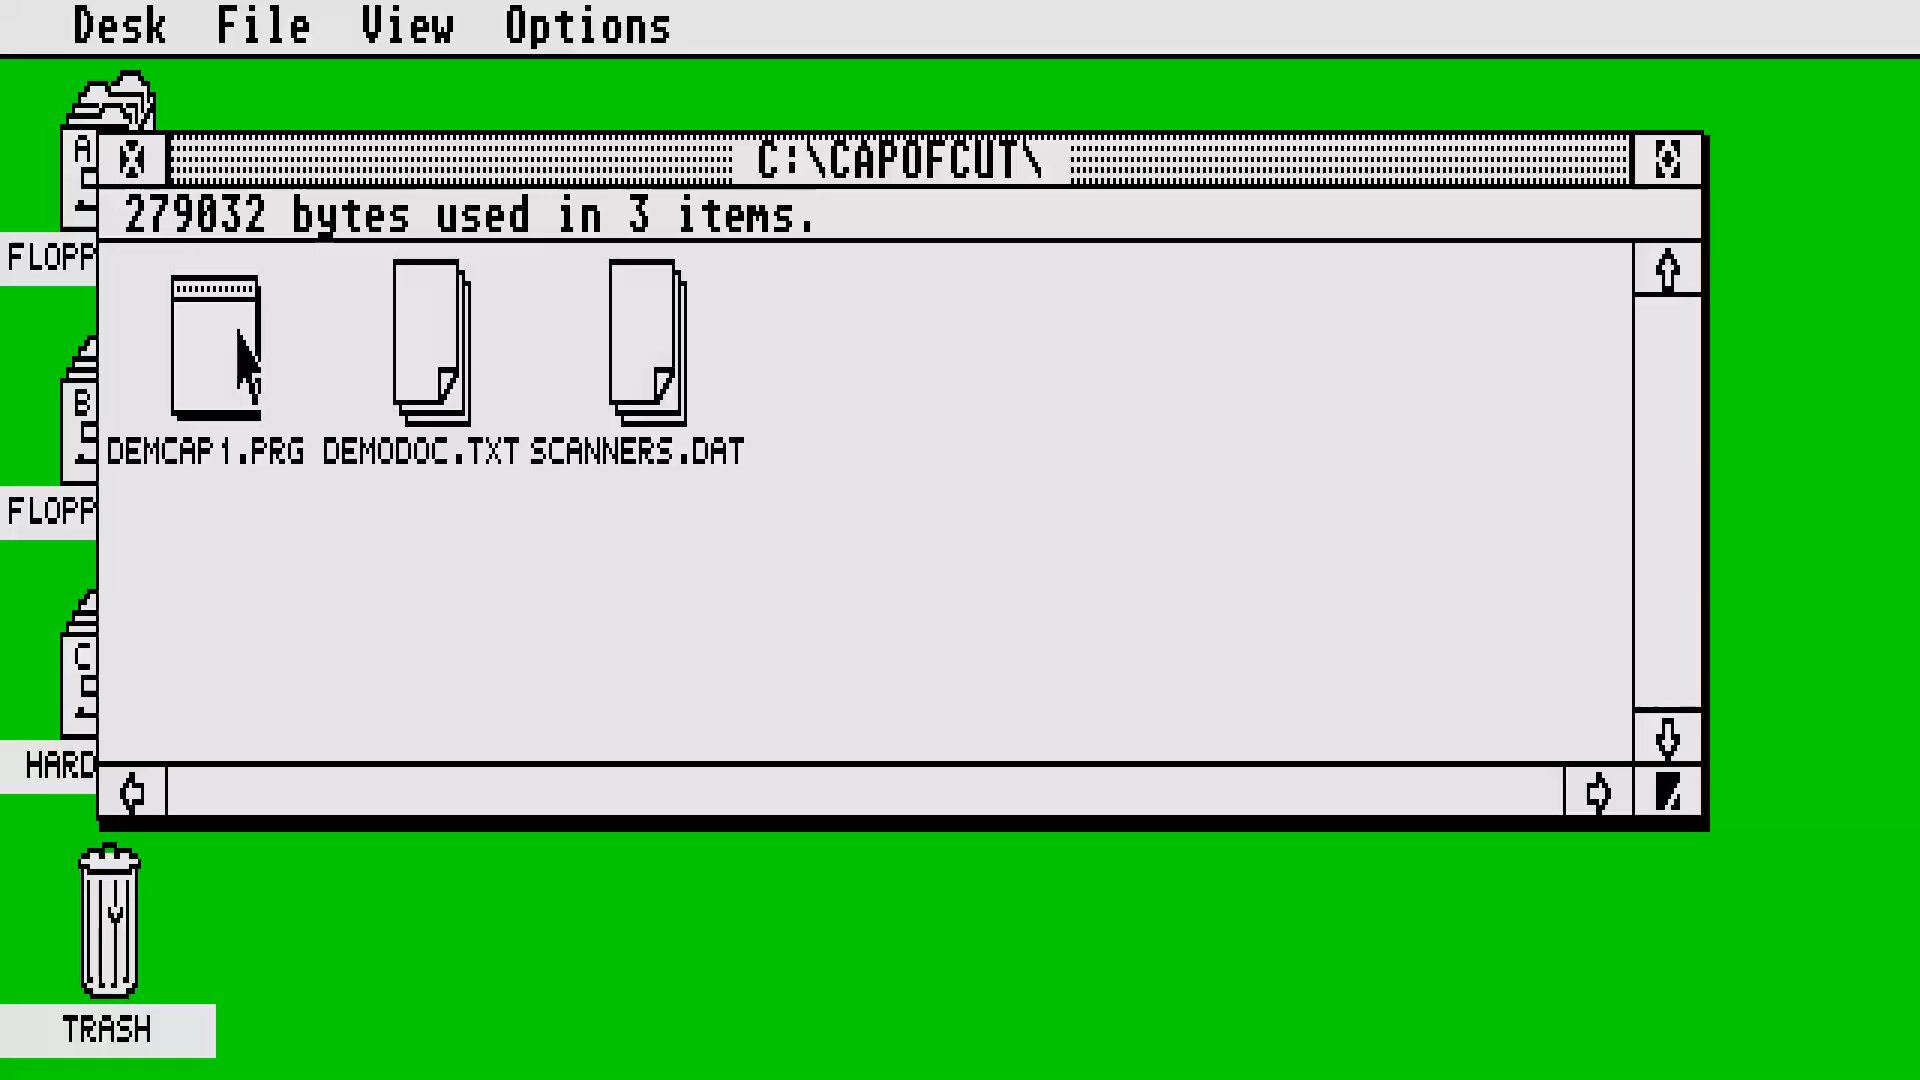 Desk File View Options
A
C:\CAPOFCUT\
279032 bytes used in 3 items.
FLOPP
DEMCAP1.PRG DEMODOC.TXT SCANNERS.DAT
B
FLOPP
C
HARD
TRASH